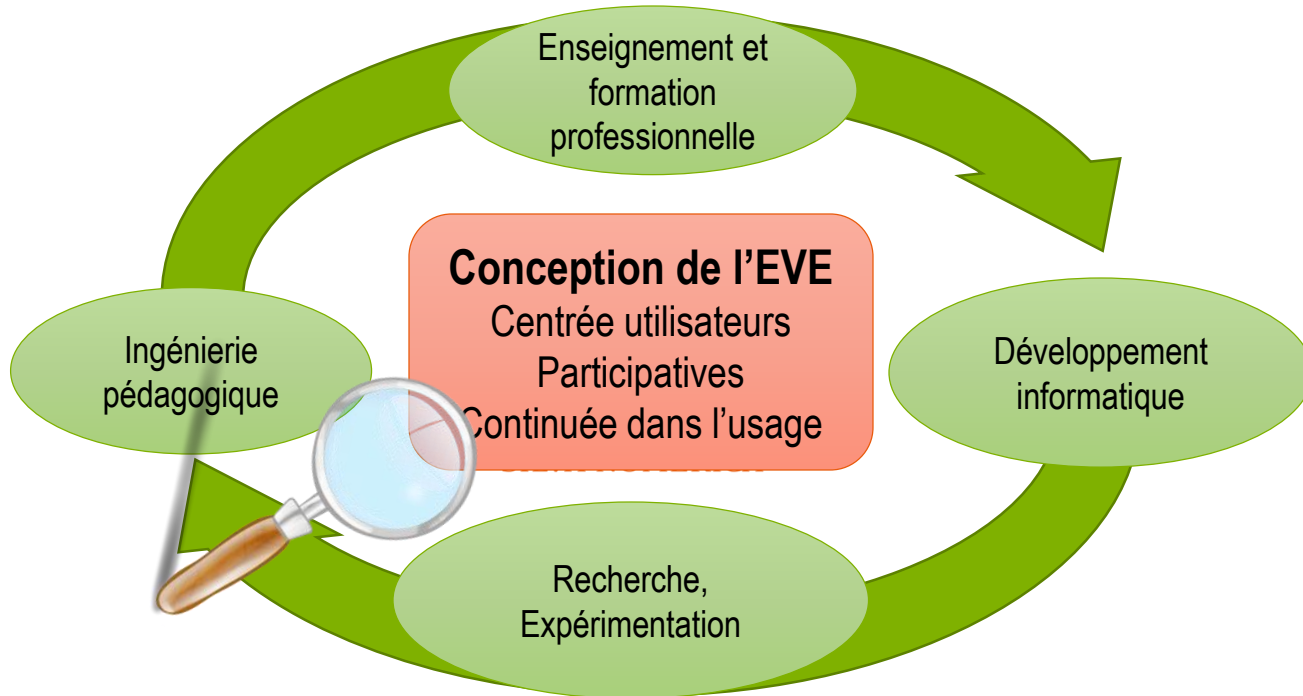 Enseignement et
formation
professionnelle
Conception de l’EVE
Centrée utilisateurs
Participatives
Continuée dans l’usage
Ingénierie
pédagogique
Développement
informatique
Recherche,
Expérimentation